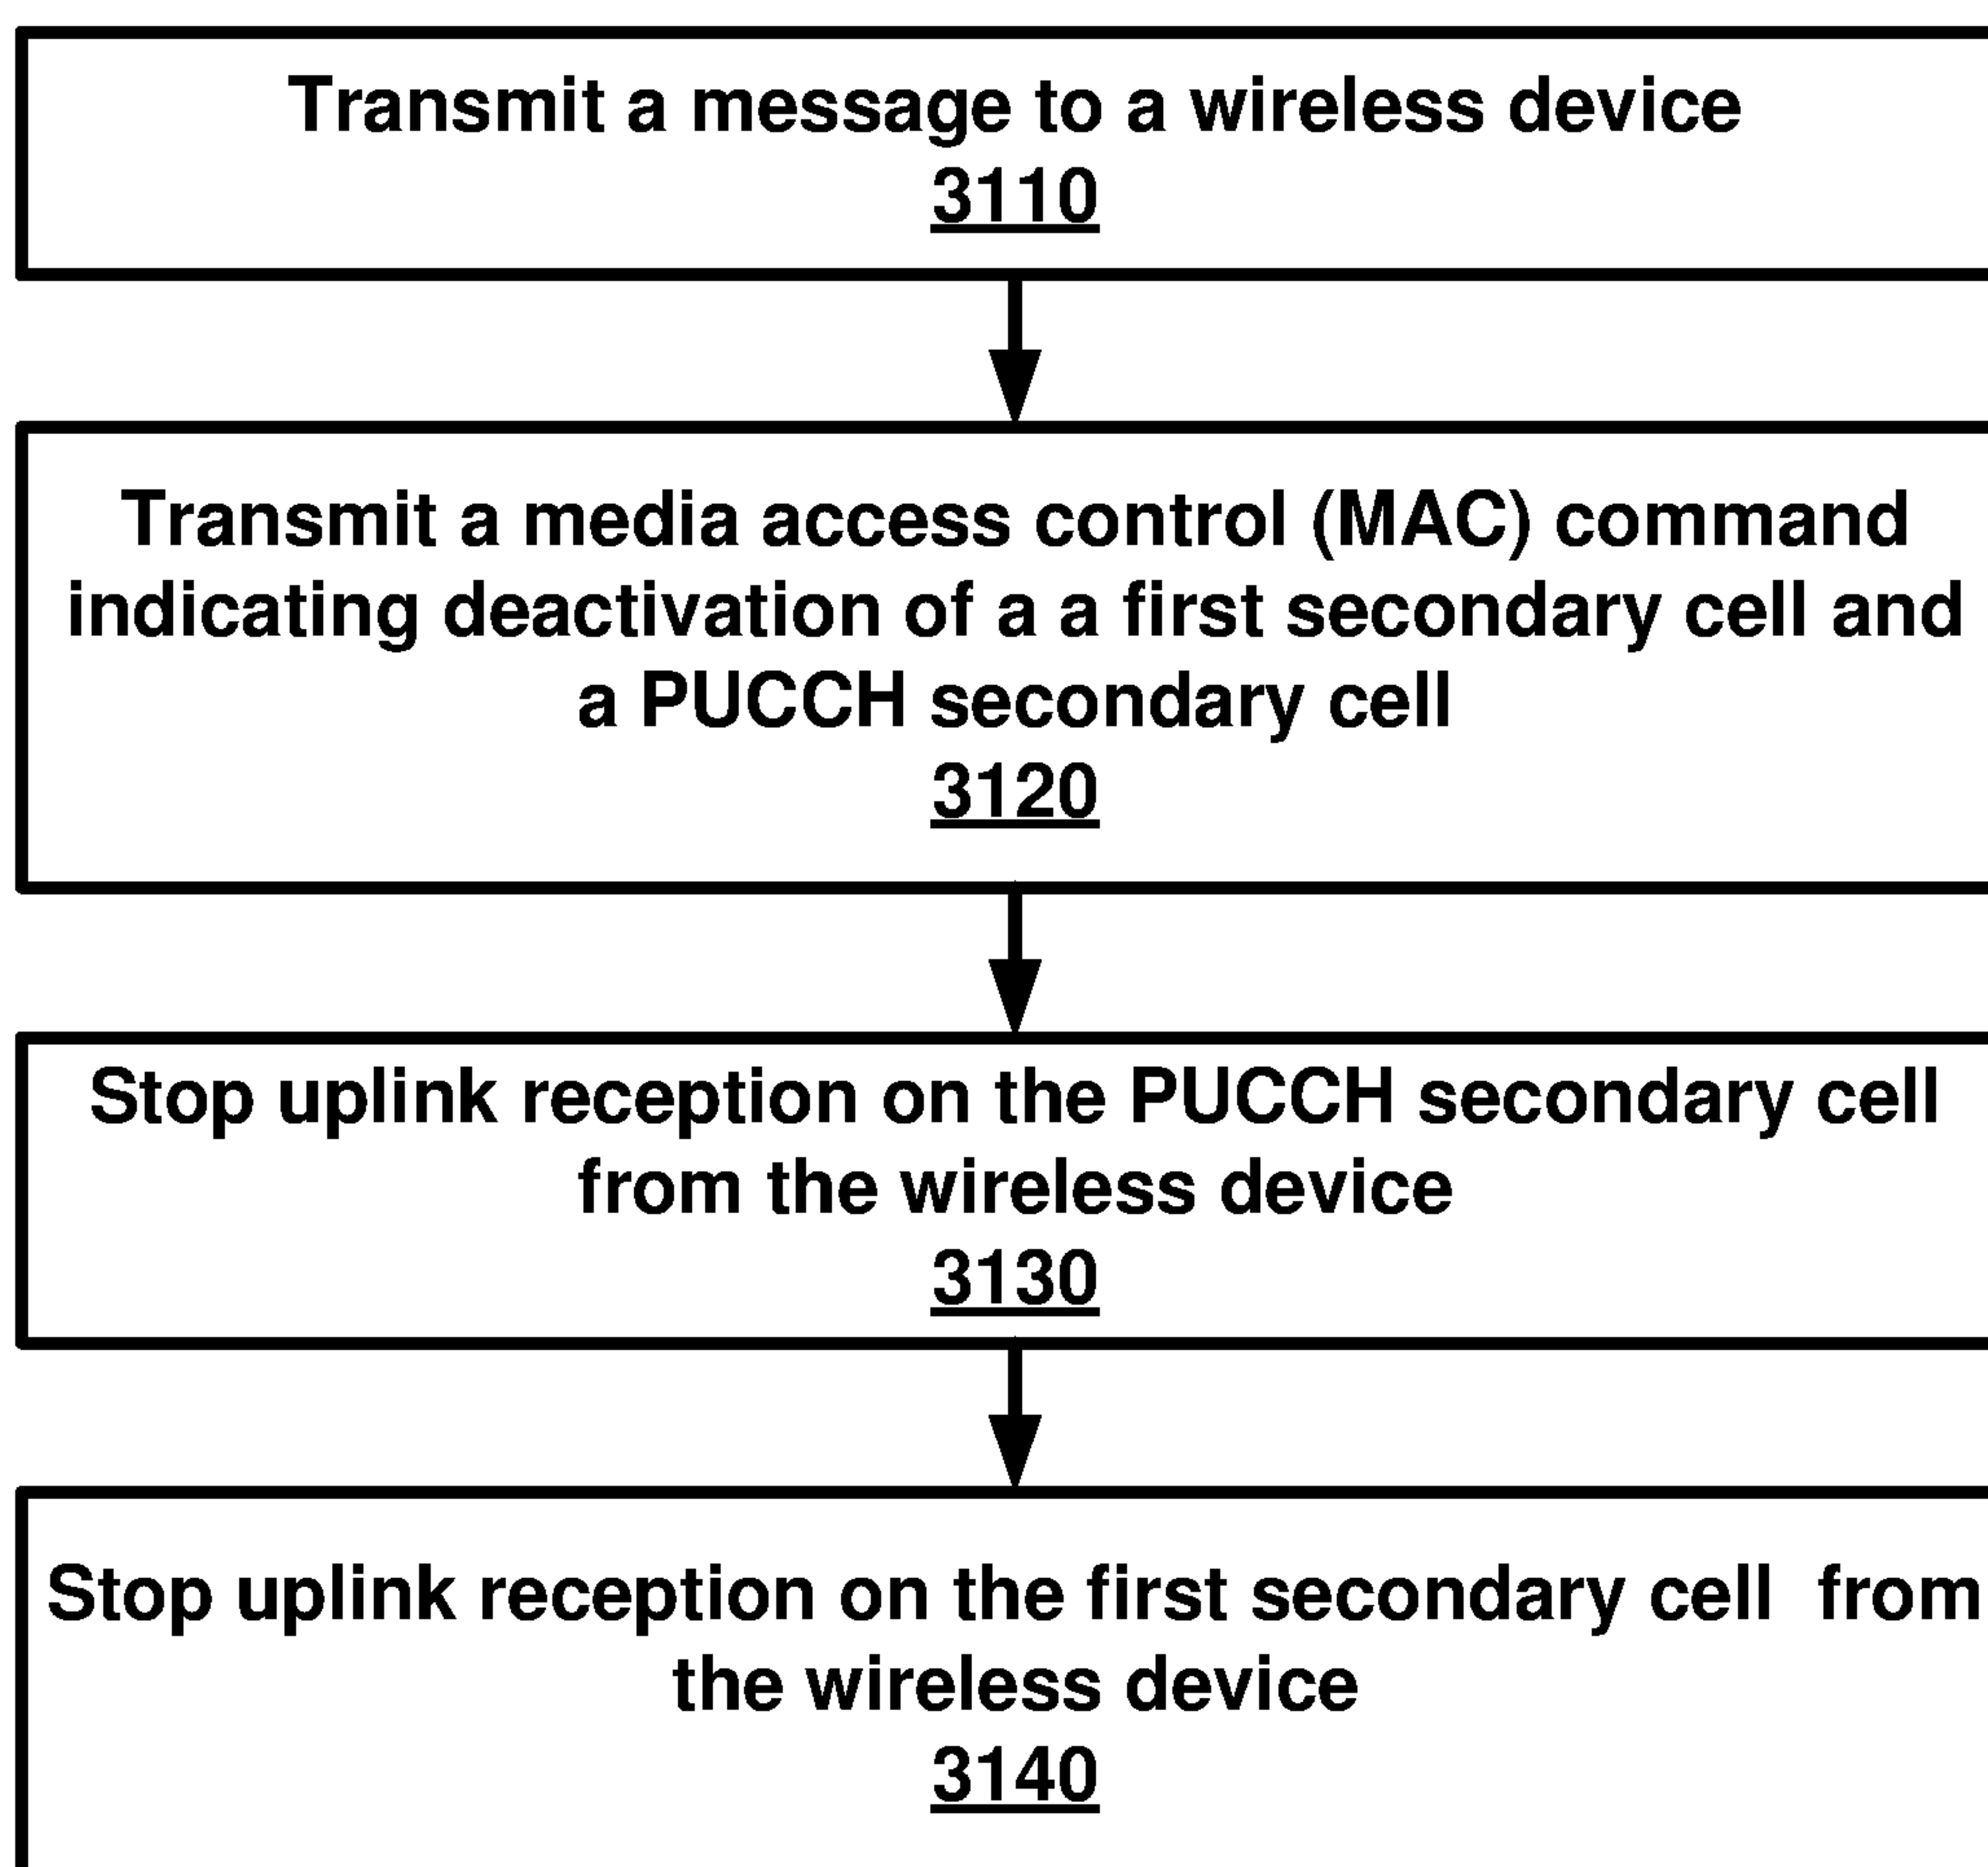 Transmit a message to a wireless device
3110
Transmit a media access control (MAC) command
indicating deactivation of a a first secondary cell and
a PUCCH secondary cell
3120
Stop uplink reception on the PUCCH secondary cell
from the wireless device
3130
Stop uplink reception on the first secondary cell  from
the wireless device
3140